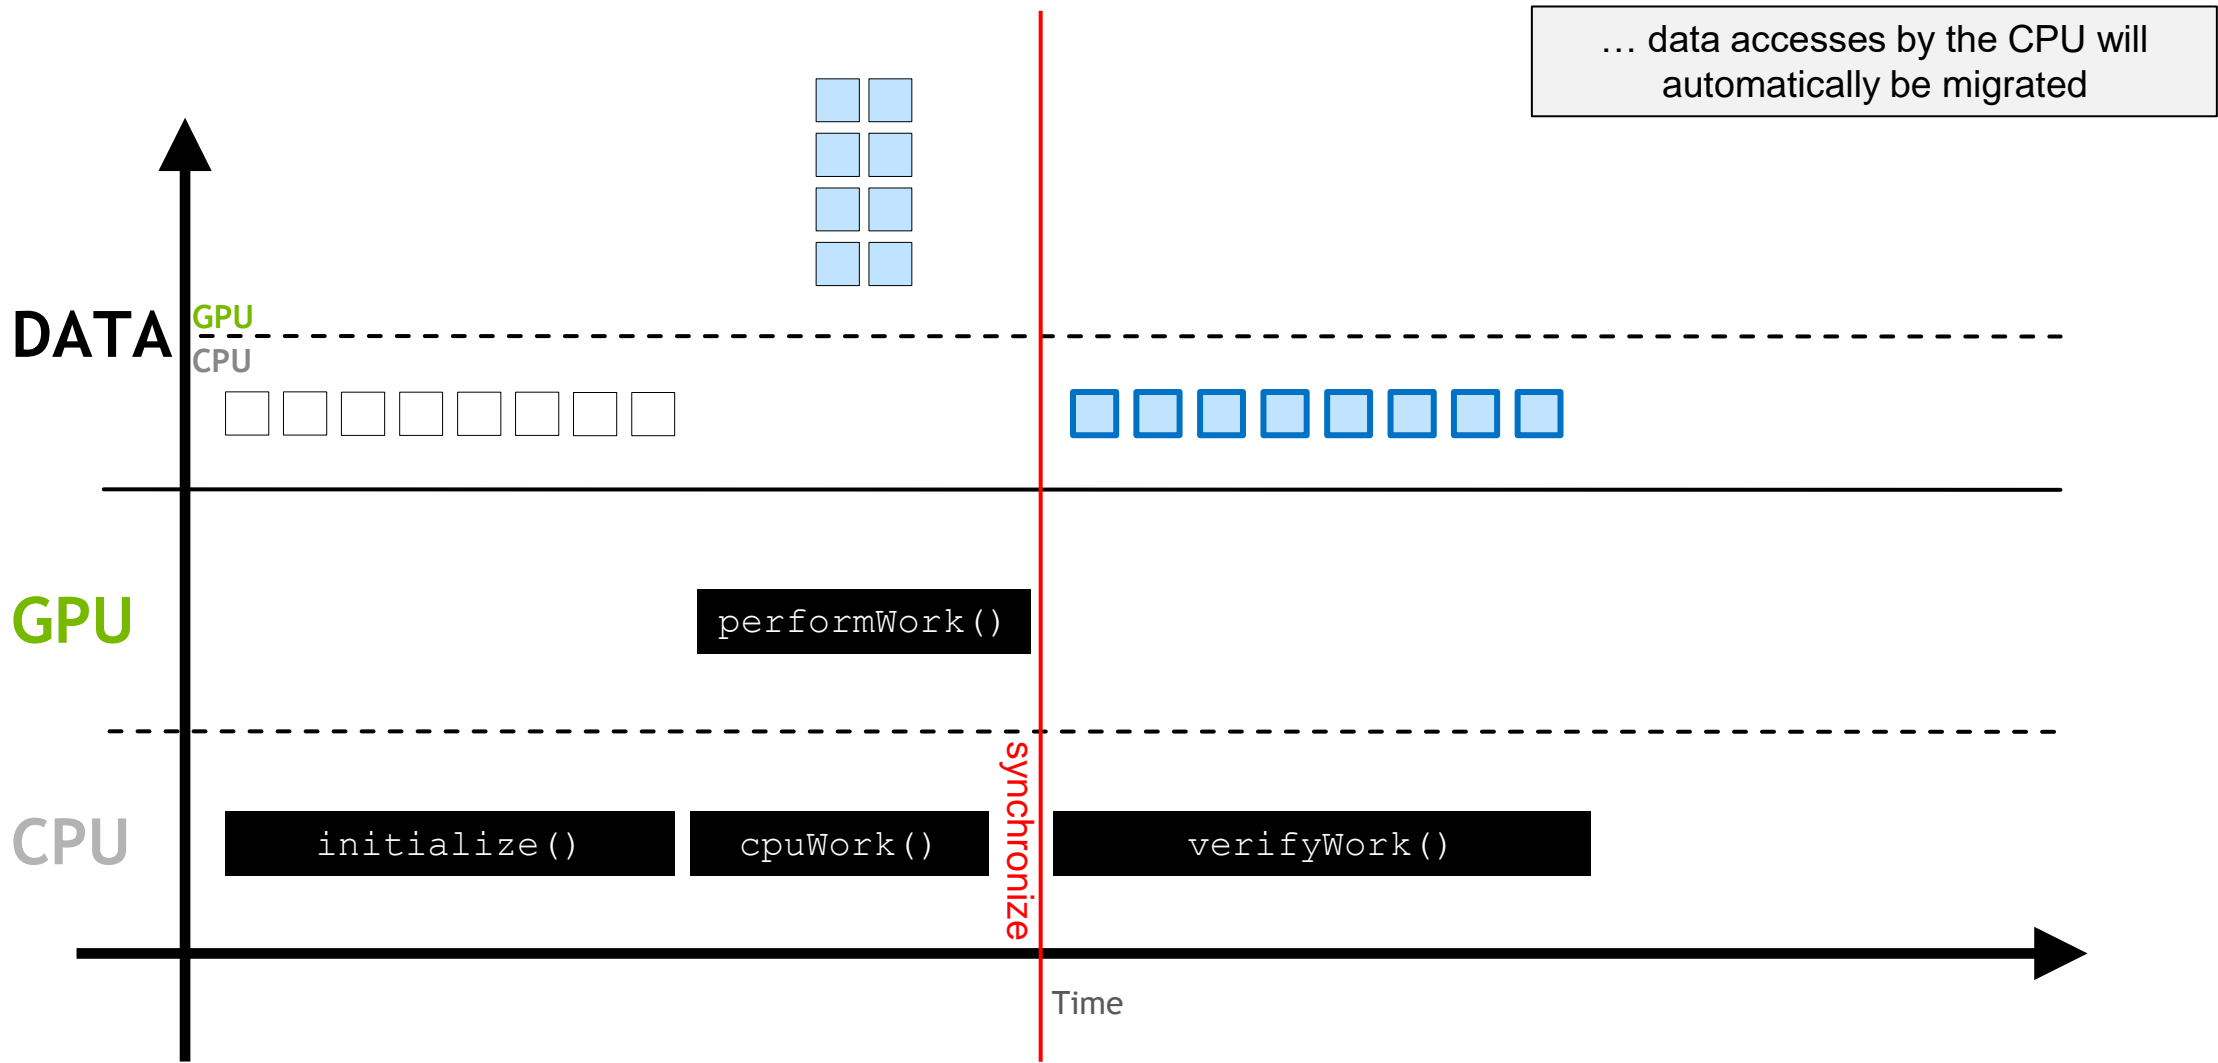 … data accesses by the CPU will
automatically be migrated
DATA
GPU
CPU
GPU
performWork()
synchronize
CPU
initialize()
cpuWork()
verifyWork()
Time